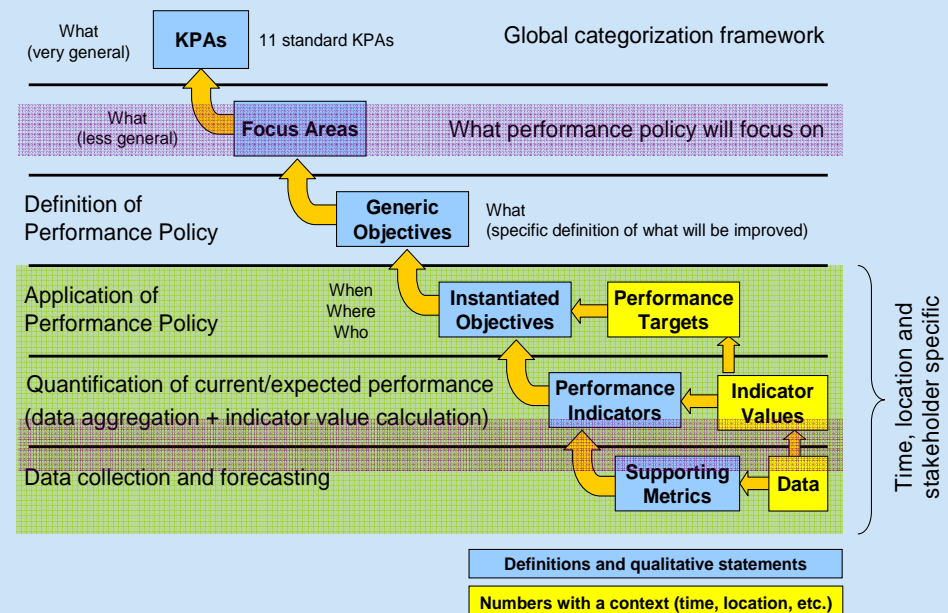 What
(very general)
KPAs
11 standard KPAs
Global categorization framework
What
(less general)
Focus Areas
What performance policy will focus on
Definition of
Performance Policy
Generic
Objectives
What
(specific definition of what will be improved)
Application of
Performance Policy
When
Where
Who
Instantiated
Objectives
Performance
Targets
Quantification of current/expected performance
(data aggregation + indicator value calculation)
Performance
Indicators
Indicator
Values
Data collection and forecasting
Supporting
Metrics
Data
Time, location and
stakeholder specific
Definitions and qualitative statements
Numbers with a context (time, location, etc.)